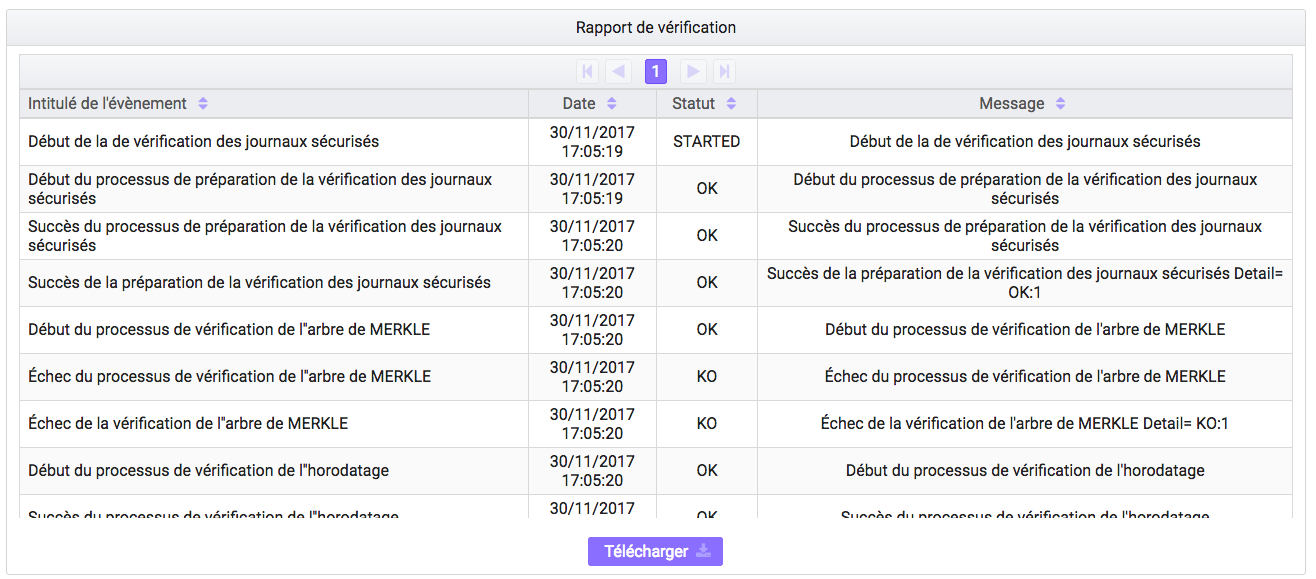 Rapport de vérification
1
Intitulé de l'évènement Date Statut Message
Début de la de vérification des journaux sécurisés 30/11/2017 17:05:19 STARTED Début de la de vérification des journaux sécurisés
Début du processus de préparation de la vérification des journaux sécurisés 30/11/2017 17:05:19 OK Début du processus de préparation de la vérification des journaux sécurisés
Succès du processus de préparation de la vérification des journaux sécurisés 30/11/2017 17:05:20 OK Succès du processus de préparation de la vérification des journaux sécurisés
Succès de la préparation de la vérification des journaux sécurisés 30/11/2017 17:05:20 OK Succès de la préparation de la vérification des journaux sécurisés Detail= OK:1
Début du processus de vérification de l''arbre de MERKLE 30/11/2017 17:05:20 OK Début du processus de vérification de l'arbre de MERKLE
Échec du processus de vérification de l''arbre de MERKLE 30/11/2017 17:05:20 KO Échec du processus de vérification de l'arbre de MERKLE
Échec de la vérification de l''arbre de MERKLE 30/11/2017 17:05:20 KO Échec de la vérification de l'arbre de MERKLE Detail= KO:1
Début du processus de vérification de l''horodatage 30/11/2017 17:05:20 OK Début du processus de vérification de l'horodatage
Succès du processus de vérification de l''horodatage 30/11/2017 OK Succès du processus de vérification de l'horodatage
Télécharger